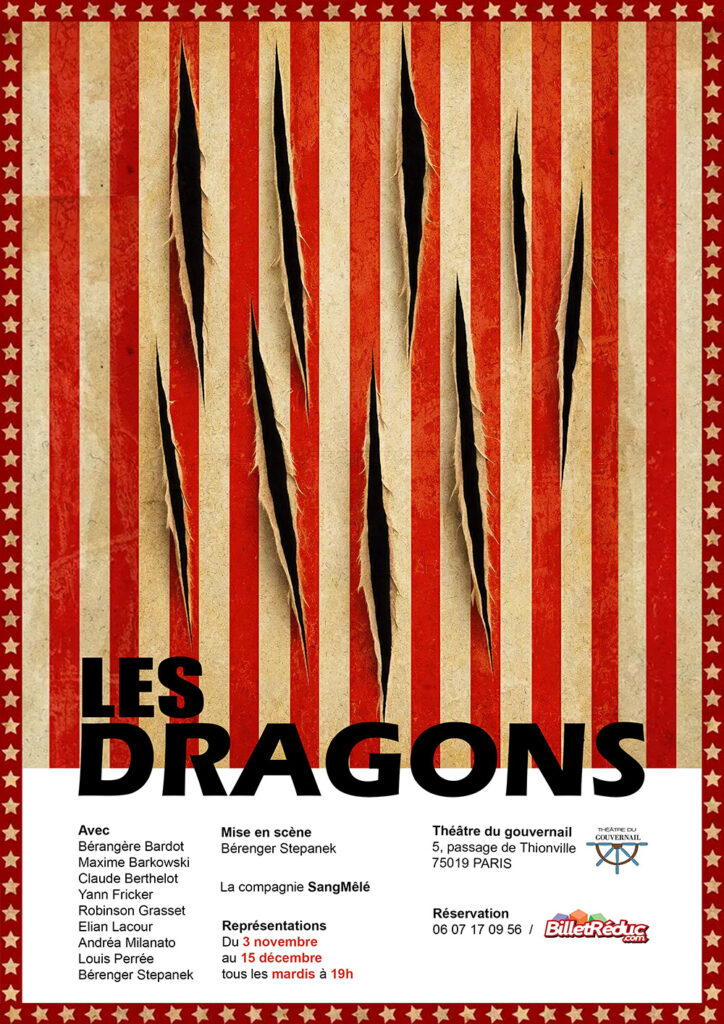 LES
DRAGONS
Avec
Bérangère Bardot
Maxime Barkowski
Claude Berthelot
Yann Fricker
Robinson Grasset
Elian Lacour
Andréa Milanato
Louis Perrée
Bérenger Stepanek
Mise en scène
Bérenger Stepanek
La compagnie SangMêlé
Représentations
Du 3 novembre
au 15 décembre
tous les mardis à 19h
Théâtre du gouvernail
5, passage de Thionville
75019 PARIS
THÉÂTRE DU
GOUVERNAIL
Réservation
06 07 17 09 56 / BilletRéduc
.com